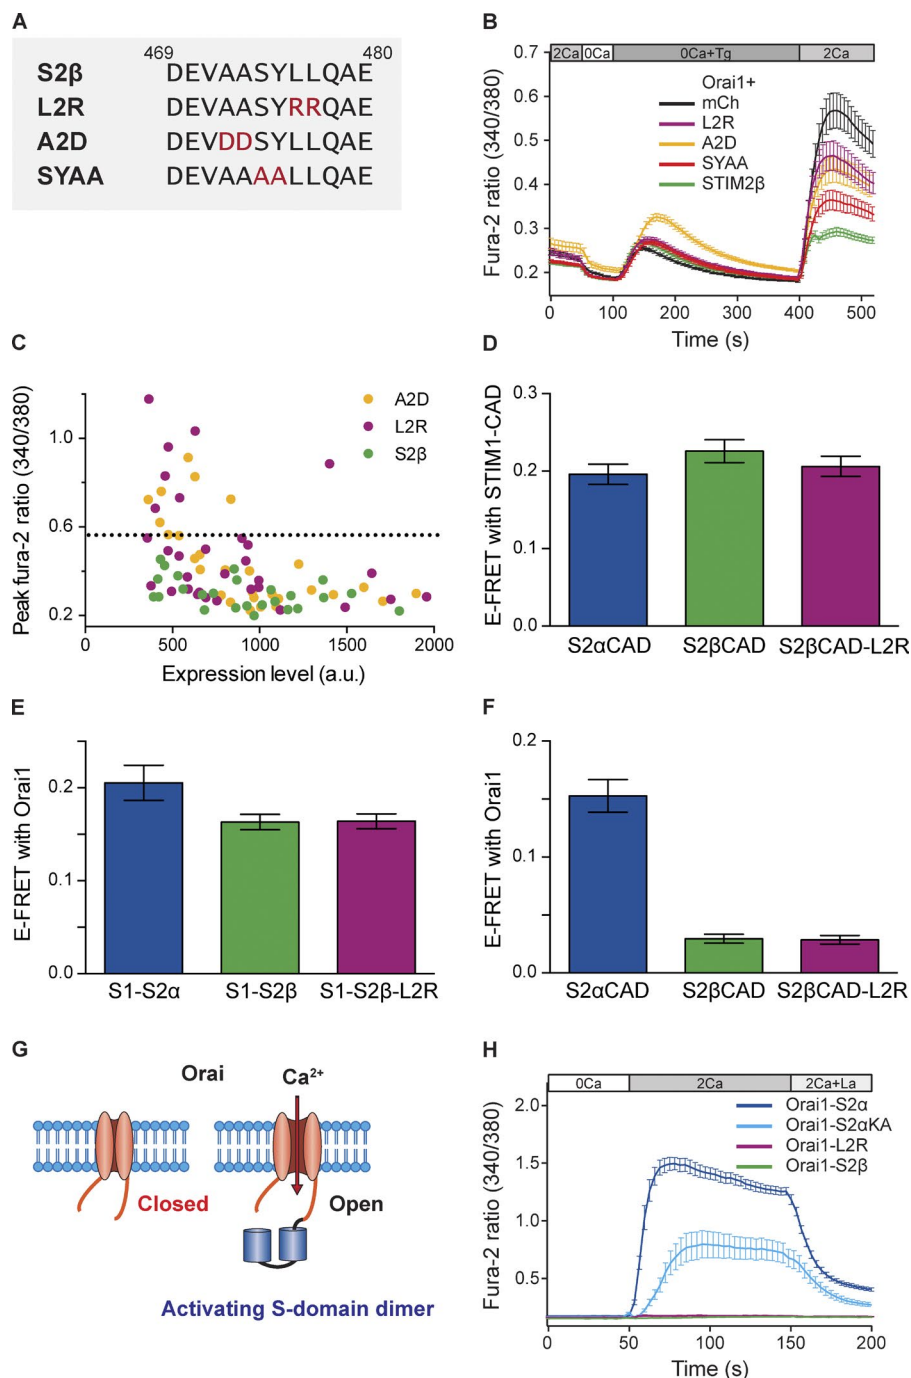 A
469 480
S2β DEVAASYLLQAE
L2R DEVAASYRRQAE
A2D DEVDDSYLLQAE
SYAA DEVAAAALLQAE
B
2Ca 0Ca 0Ca+Tg 2Ca
Orai1+
mCh
L2R
A2D
SYAA
STIM2β
Fura-2 ratio (340/380)
0.7
0.6
0.5
0.4
0.3
0.2
0 100 200 300 400 500
Time (s)
C
A2D
L2R
S2β
Peak fura-2 ratio (340/380)
1.0
0.6
0.2
0 500 1000 1500 2000
Expression level (a.u.)
D
E-FRET with STIM1-CAD
0.3
0.2
0.1
0.0
S2αCAD S2βCAD S2βCAD-L2R
E
E-FRET with Orai1
0.2
0.1
0.0
S1-S2α S1-S2β S1-S2β-L2R
F
E-FRET with Orai1
0.2
0.1
0.0
S2αCAD S2βCAD S2βCAD-L2R
G
Orai Ca²⁺
Closed Open
Activating S-domain dimer
H
0Ca 2Ca 2Ca+La
Orai1-S2α
Orai1-S2αKA
Orai1-L2R
Orai1-S2β
Fura-2 ratio (340/380)
2.0
1.5
1.0
0.5
0 50 100 150 200
Time (s)